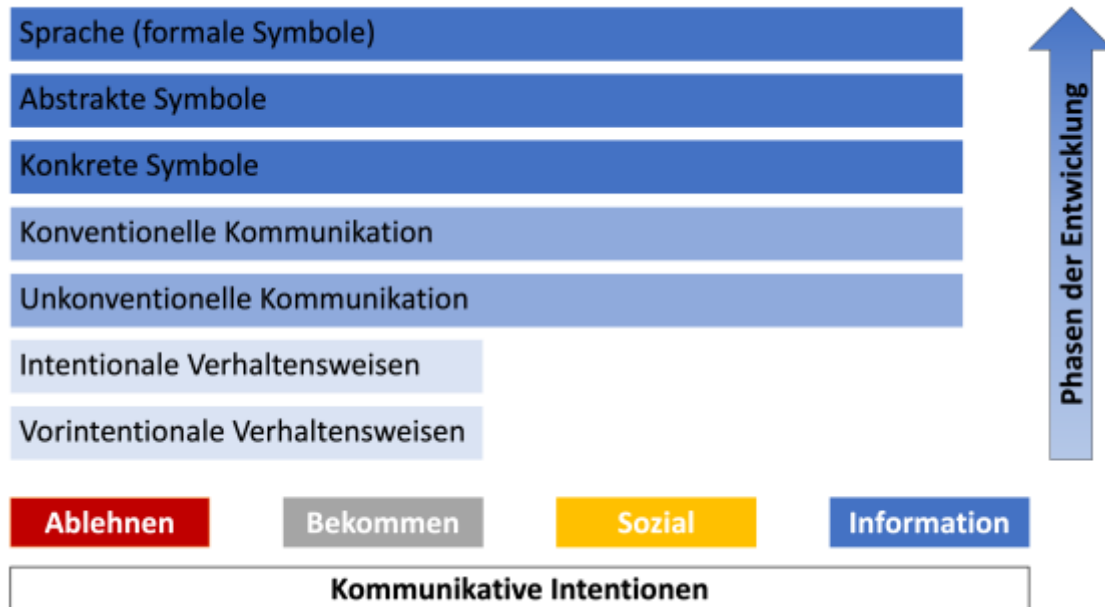 Sprache (formale Symbole)
Abstrakte Symbole
Konkrete Symbole
Konventionelle Kommunikation
Unkonventionelle Kommunikation
Intentionale Verhaltensweisen
Vorintentionale Verhaltensweisen
Phasen der Entwicklung
Ablehnen
Bekommen
Sozial
Information
Kommunikative Intentionen